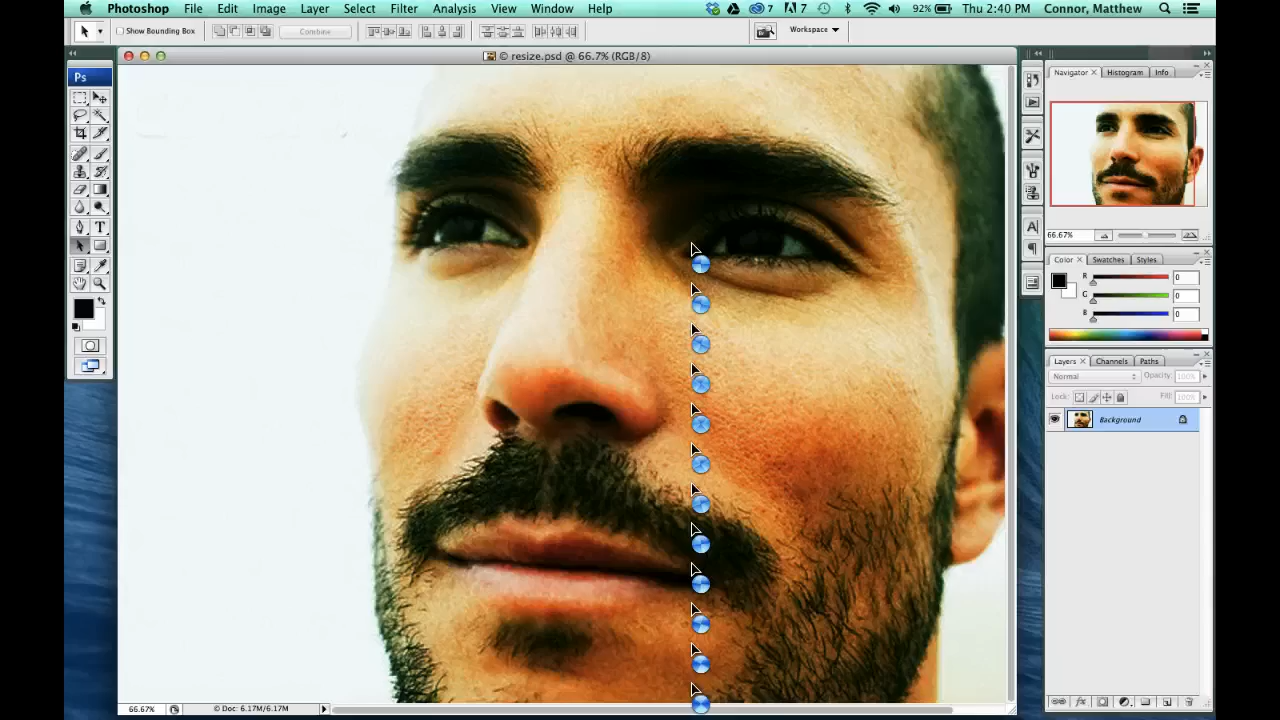 Photoshop File Edit Image Layer Select Filter Analysis View Window Help 7 7 92% Thu 2:40 PM Connor, Matthew
Show Bounding Box Combine Workspace
© resize.psd @ 66.7% (RGB/8)
Ps
Navigator Histogram Info
66.67%
Color Swatches Styles
R 0
G 0
B 0
Layers Channels Paths
Normal Opacity: 100%
Lock: Fill: 100%
Background
66.67% © Doc: 6.17M/6.17M